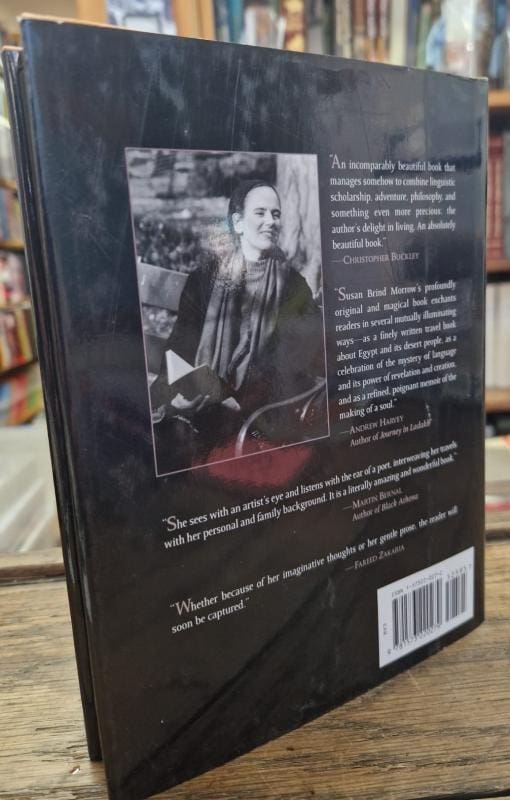 "An incomparably beautiful book that
manages somehow to combine linguistic
scholarship, adventure, philosophy, and
something even more precious: the
author's delight in living. An absolutely
beautiful book."
—CHRISTOPHER BUCKLEY
"Susan Brind Morrow's profoundly
original and magical book enchants
readers in several mutually illuminating
ways—as a finely written travel book
about Egypt and its desert people, as a
celebration of the mystery of language
and its power of revelation and creation,
and as a refined, poignant memoir of the
making of a soul."
—ANDREW HARVEY
Author of Journey in Ladakh
"She sees with an artist's eye and listens with the ear of a poet, interweaving her travels
with her personal and family background. It is a literally amazing and wonderful book."
—MARTIN BERNAL
Author of Black Athena
"Whether because of her imaginative thoughts or her gentle prose, the reader will
soon be captured."
—FAREED ZAKARIA
ISBN